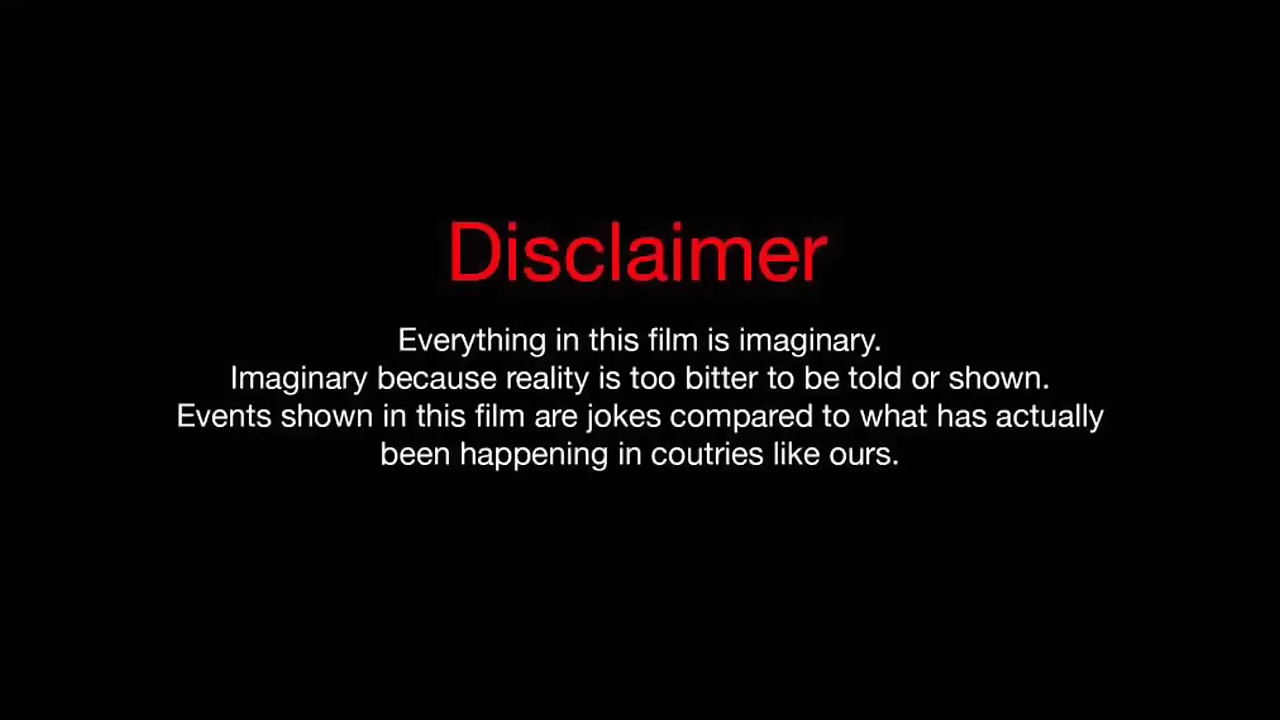 Disclaimer
Everything in this film is imaginary.
Imaginary because reality is too bitter to be told or shown.
Events shown in this film are jokes compared to what has actually
been happening in coutries like ours.